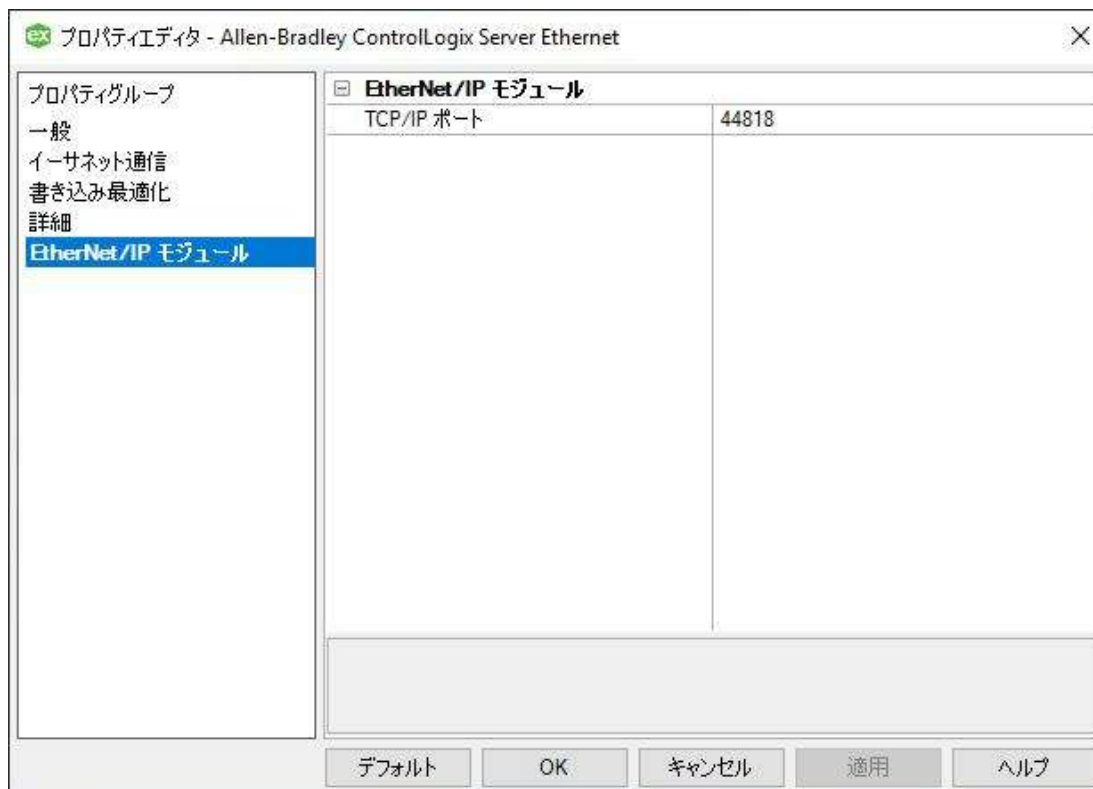 プロパティエディタ - Allen-Bradley ControlLogix Server Ethernet
プロパティグループ
一般
イーサネット通信
書き込み最適化
詳細
EtherNet/IP モジュール
EtherNet/IP モジュール
TCP/IP ポート 44818
デフォルト OK キャンセル 適用 ヘルプ